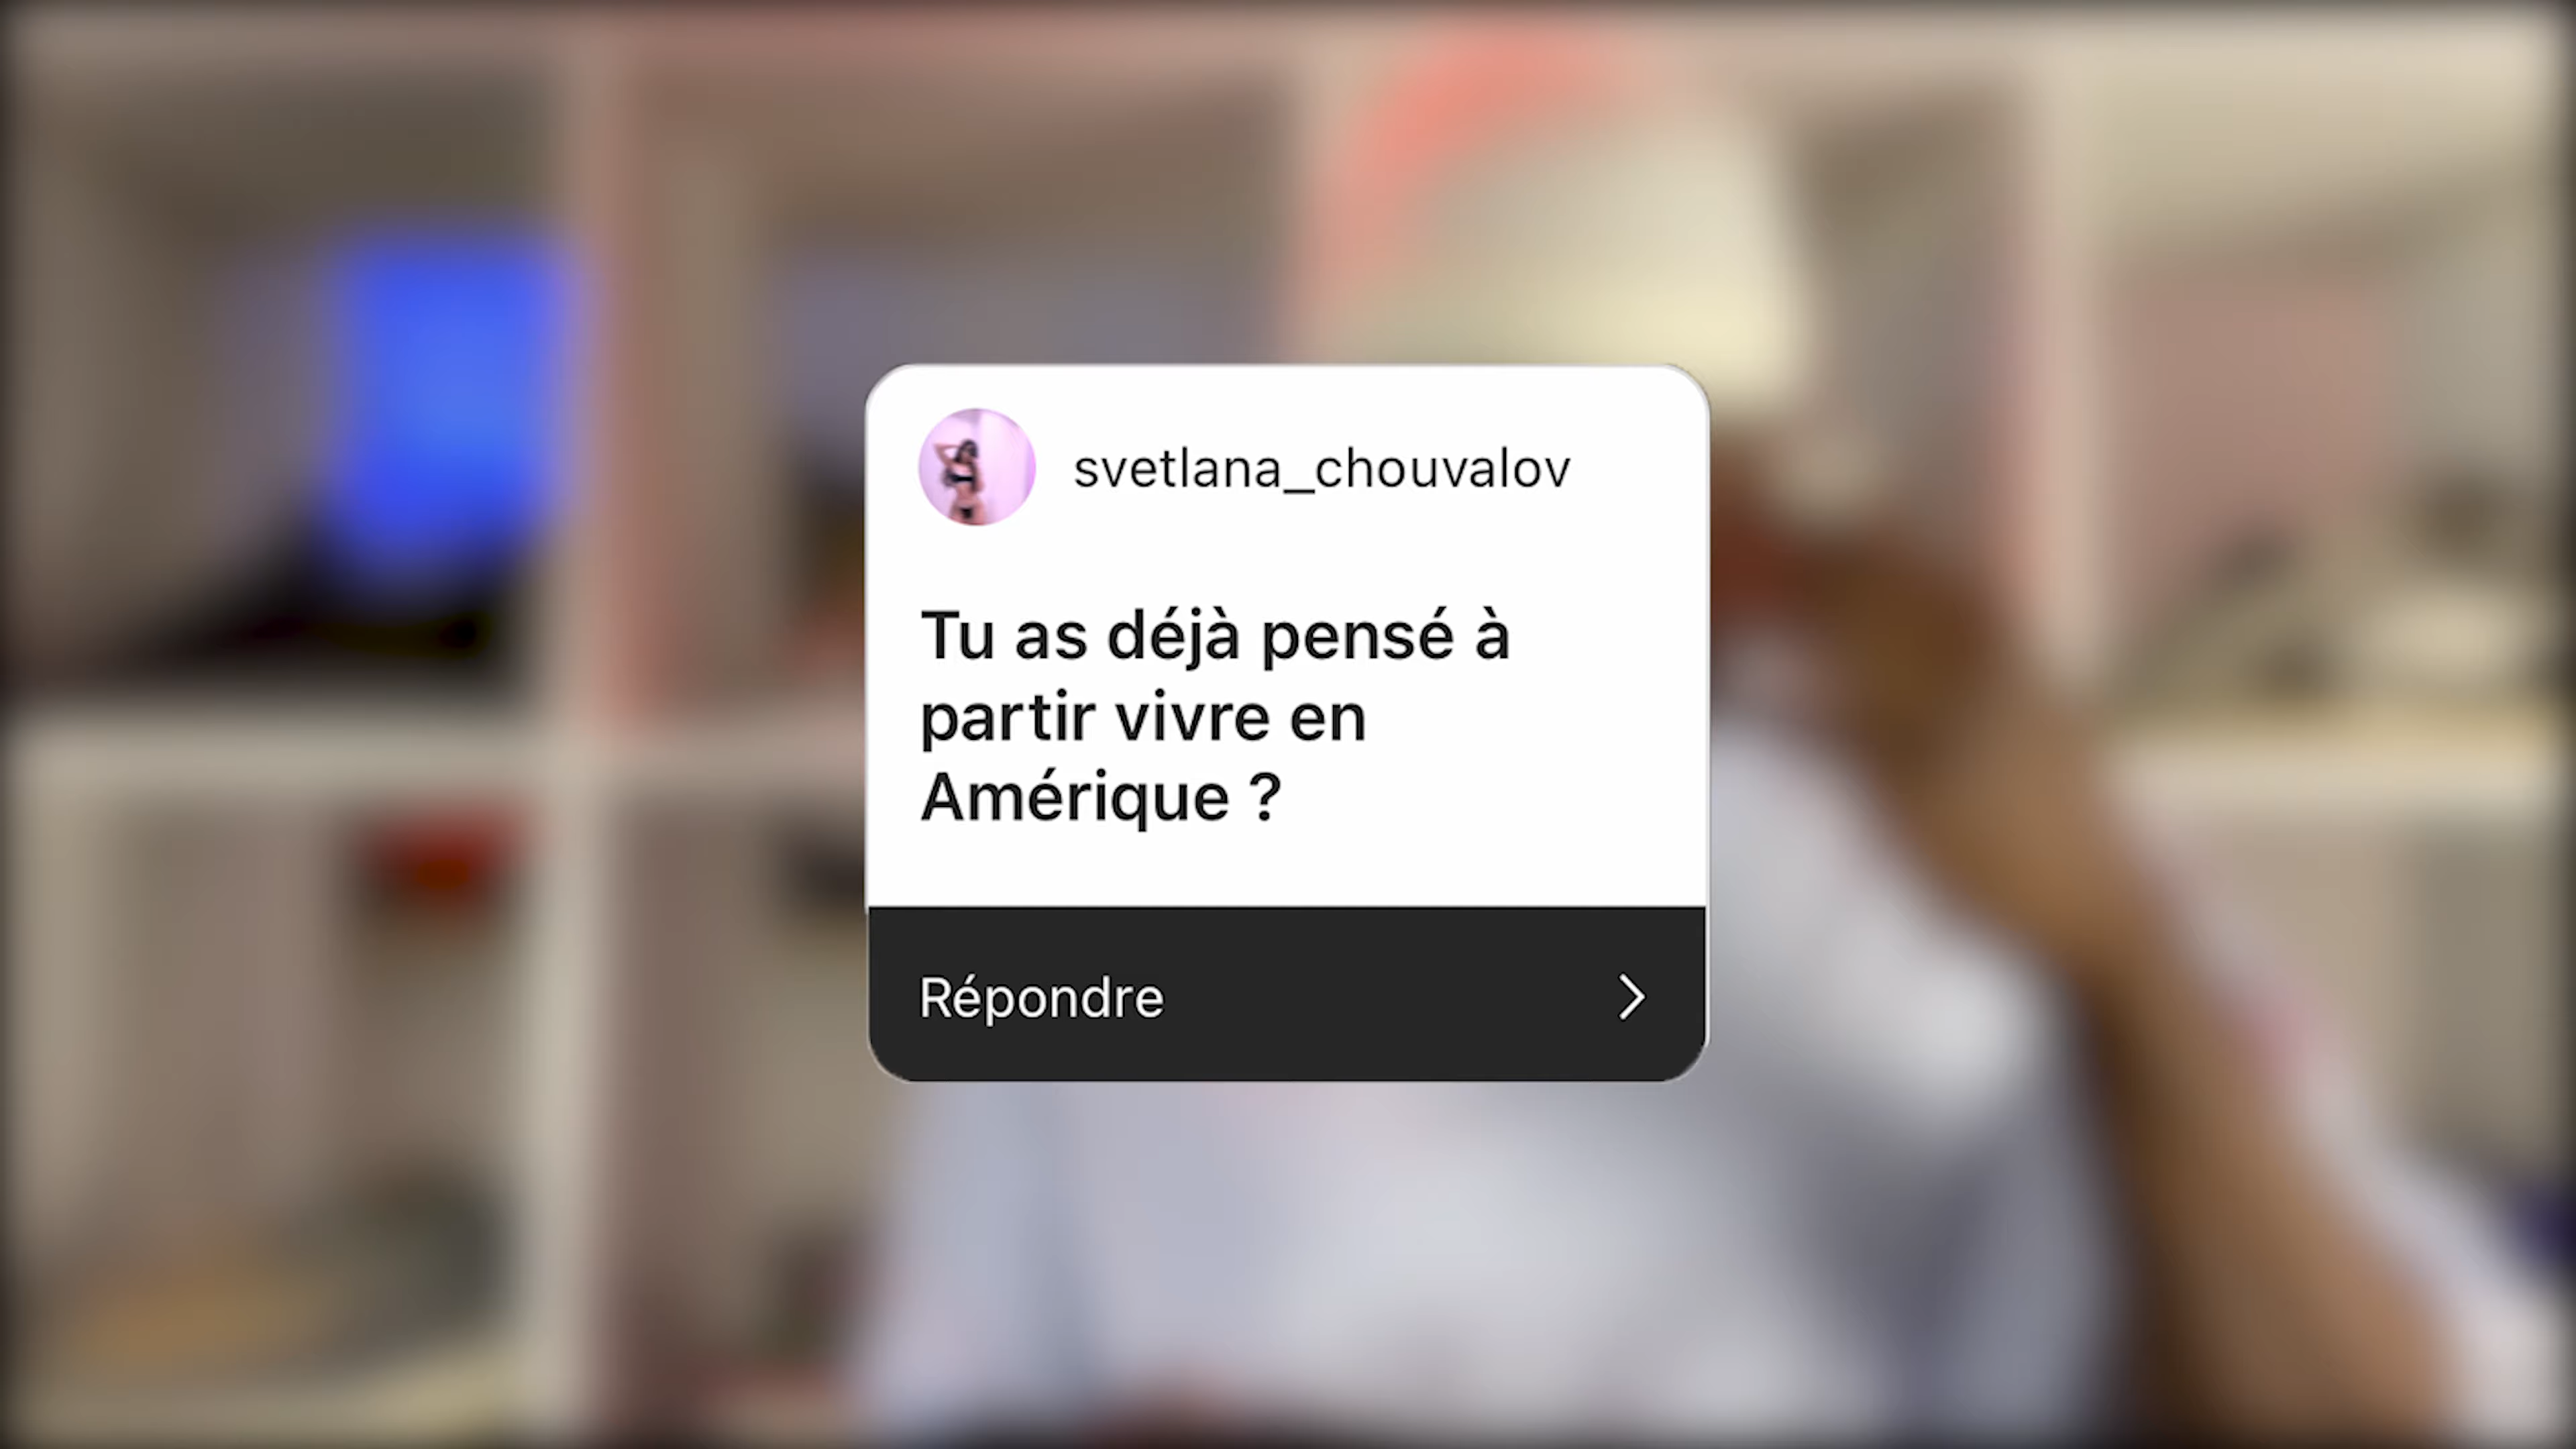 svetlana_chouvalov
Tu as déjà pensé à
partir vivre en
Amérique ?
Répondre